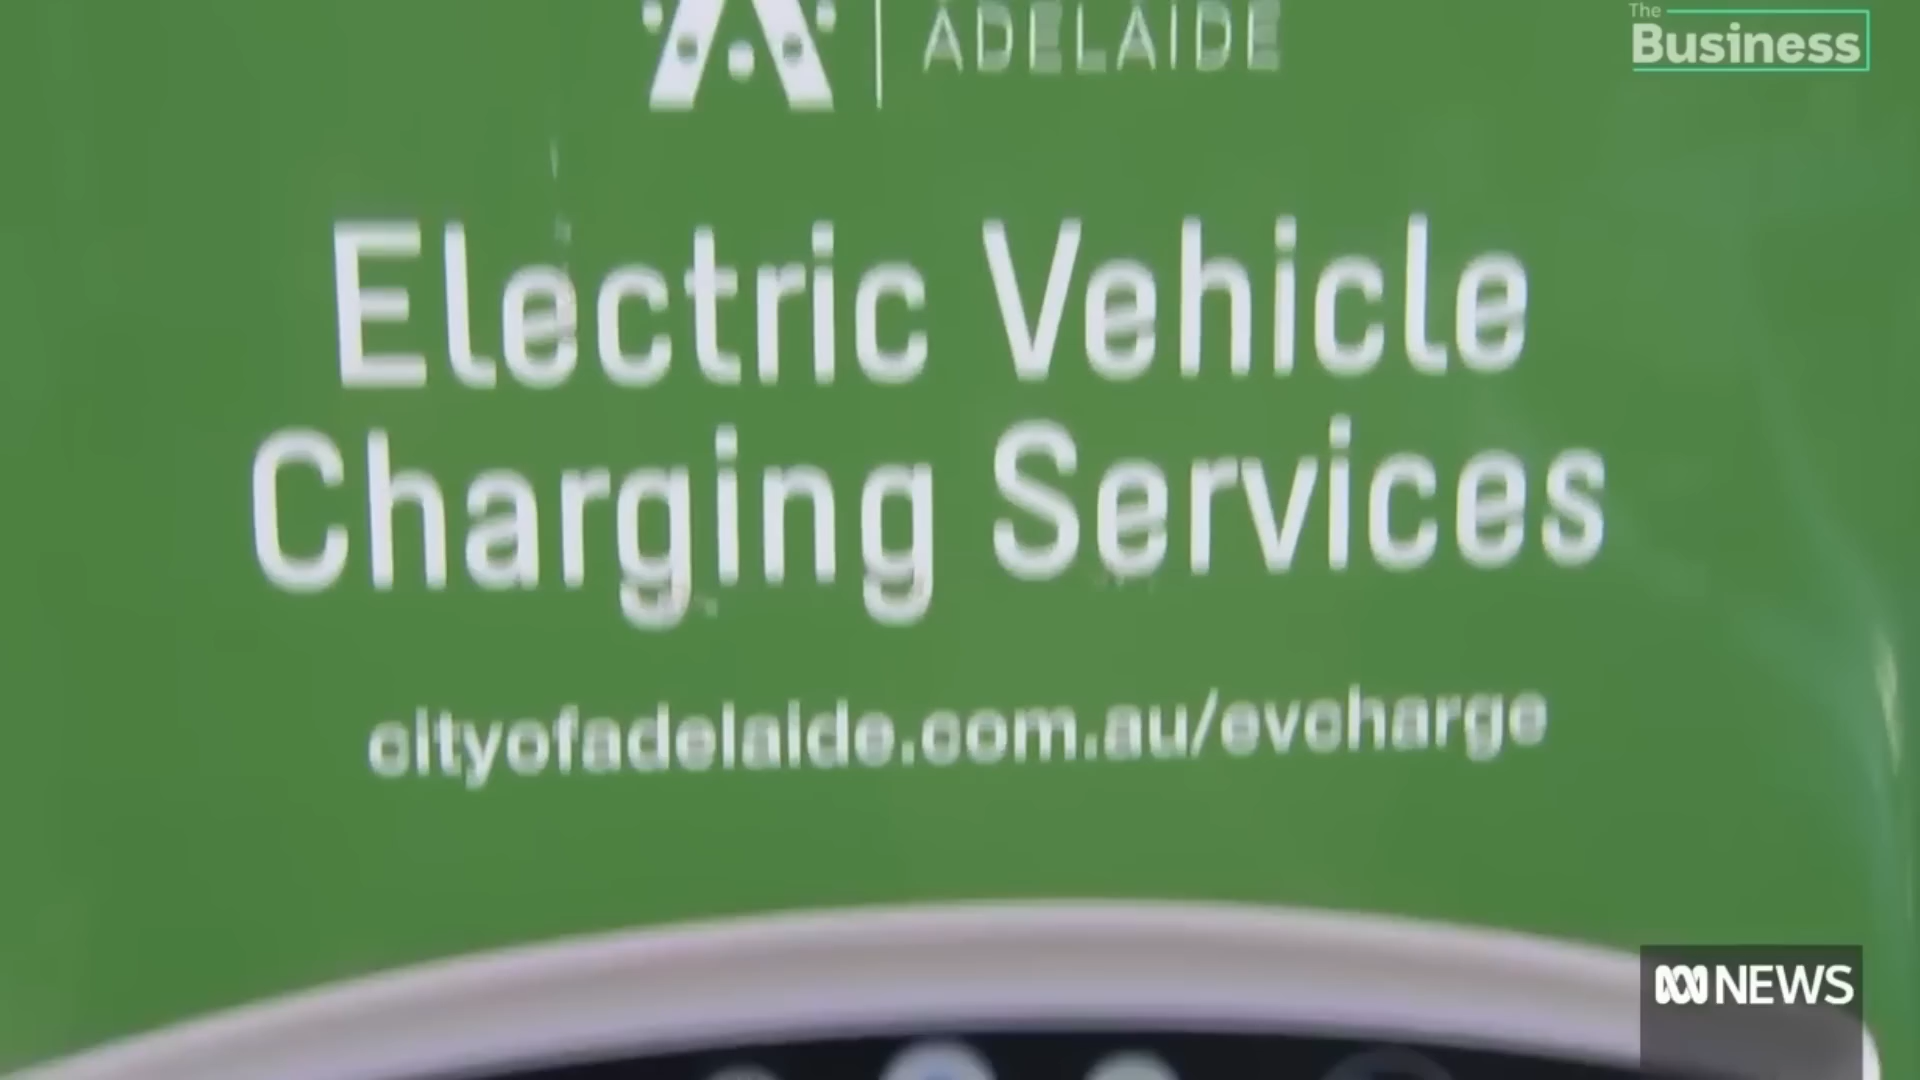 ADELAIDE
The
Business
Electric Vehicle
Charging Services
cityofadelaide.com.au/evcharge
NEWS